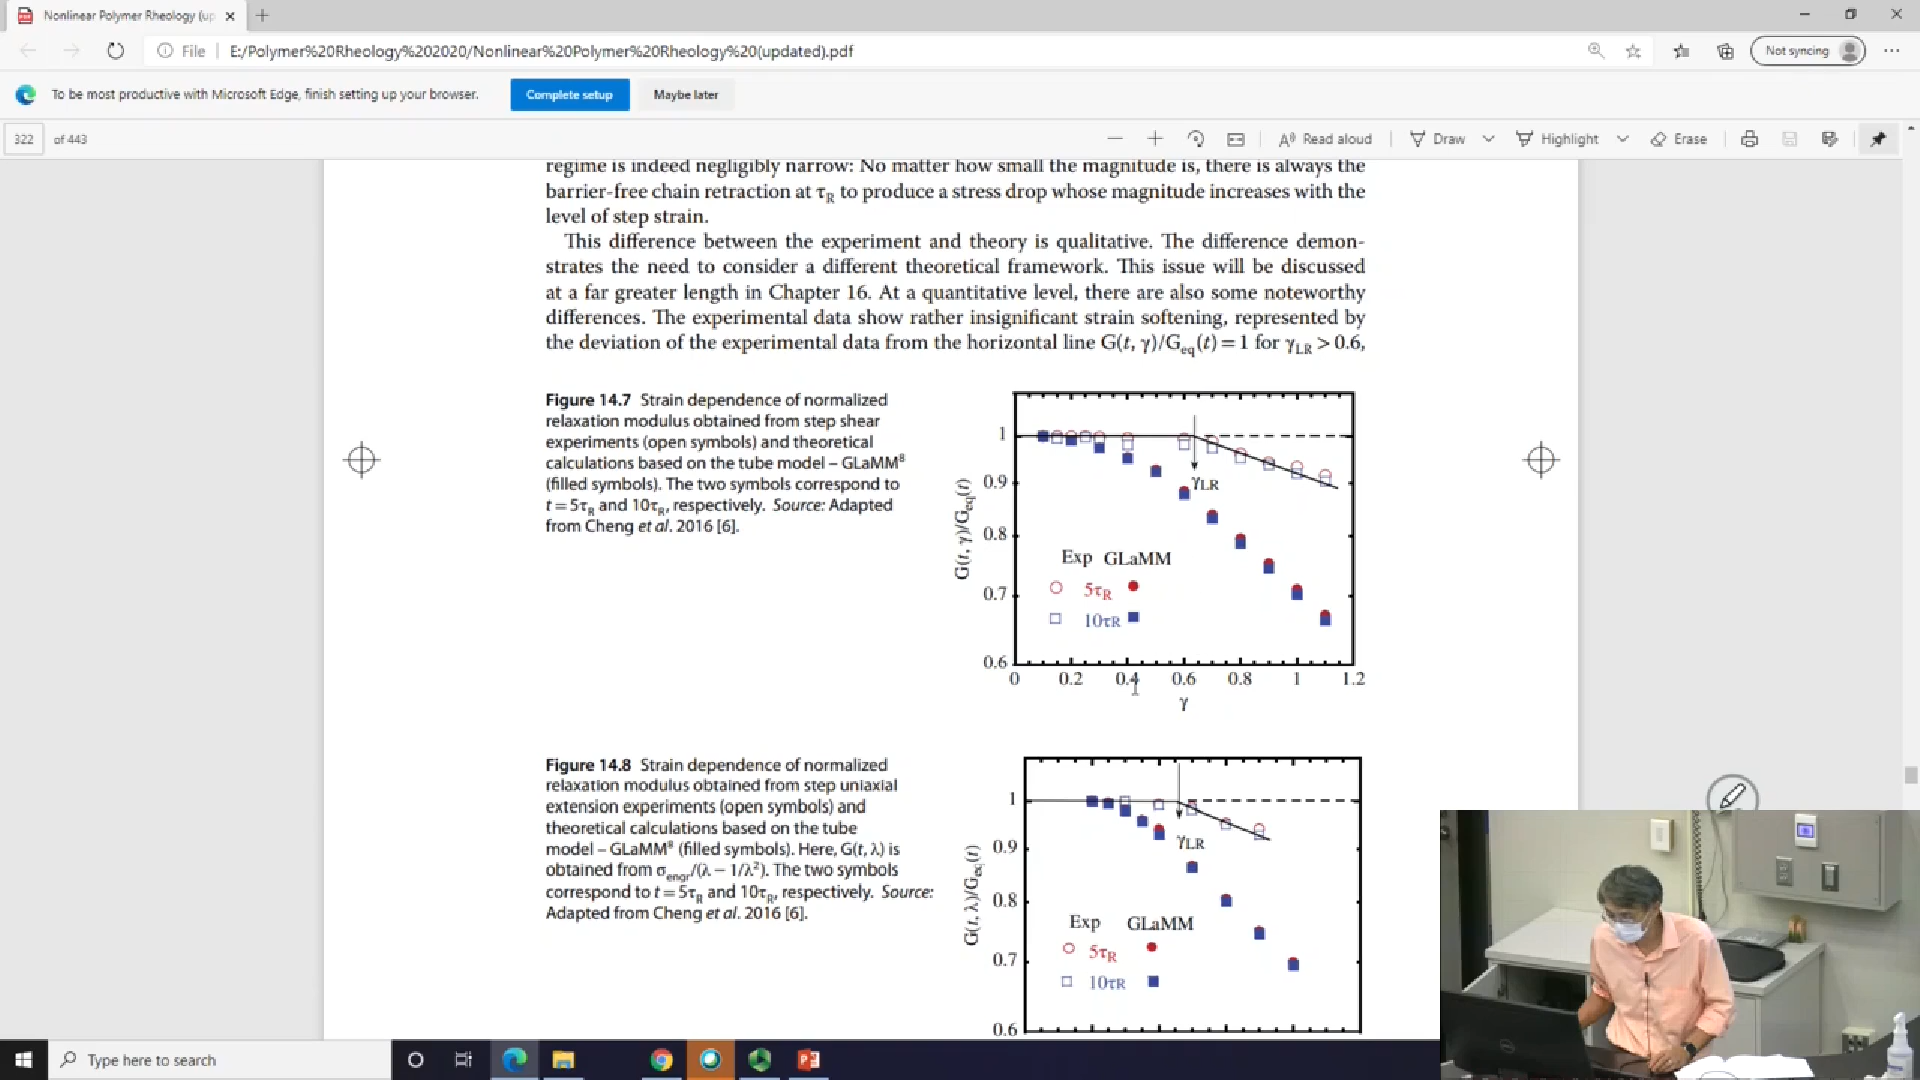 Nonlinear Polymer Rheology (up
File E:/Polymer%20Rheology%202020/Nonlinear%20Polymer%20Rheology%20(updated).pdf
Not syncing
To be most productive with Microsoft Edge, finish setting up your browser.
Complete setup
Maybe later
322 of 443
Read aloud
Draw
Highlight
Erase
regime is indeed negligibly narrow: No matter how small the magnitude is, there is always the
barrier-free chain retraction at τR to produce a stress drop whose magnitude increases with the
level of step strain.
This difference between the experiment and theory is qualitative. The difference demon-
strates the need to consider a different theoretical framework. This issue will be discussed
at a far greater length in Chapter 16. At a quantitative level, there are also some noteworthy
differences. The experimental data show rather insignificant strain softening, represented by
the deviation of the experimental data from the horizontal line G(t, γ)/Geq(t) = 1 for γLR > 0.6,
Figure 14.7 Strain dependence of normalized
relaxation modulus obtained from step shear
experiments (open symbols) and theoretical
calculations based on the tube model – GLaMM⁸
(filled symbols). The two symbols correspond to
t = 5τR and 10τR, respectively. Source: Adapted
from Cheng et al. 2016 [6].
1
0.9
0.8
0.7
0.6
G(t, γ)/Geq(t)
γLR
Exp GLaMM
5τR
10τR
0 0.2 0.4 0.6 0.8 1 1.2
γ
Figure 14.8 Strain dependence of normalized
relaxation modulus obtained from step uniaxial
extension experiments (open symbols) and
theoretical calculations based on the tube
model – GLaMM⁸ (filled symbols). Here, G(t, λ) is
obtained from σengr/(λ − 1/λ²). The two symbols
correspond to t = 5τR and 10τR, respectively. Source:
Adapted from Cheng et al. 2016 [6].
1
0.9
0.8
0.7
0.6
G(t, λ)/Geq(t)
γLR
Exp GLaMM
5τR
10τR
Type here to search